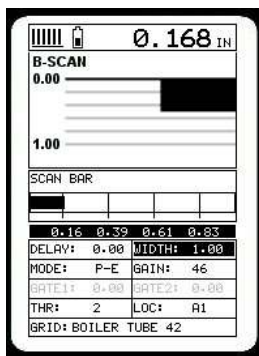 0.168 IN
B-SCAN
0.00
1.00
SCAN BAR
0.16 0.39 0.61 0.83
DELAY: 0.00 WIDTH: 1.00
MODE: P-E GAIN: 46
GATE1: 0.00 GATE2: 0.00
THR: 2 LOC: A1
GRID: BOILER TUBE 42